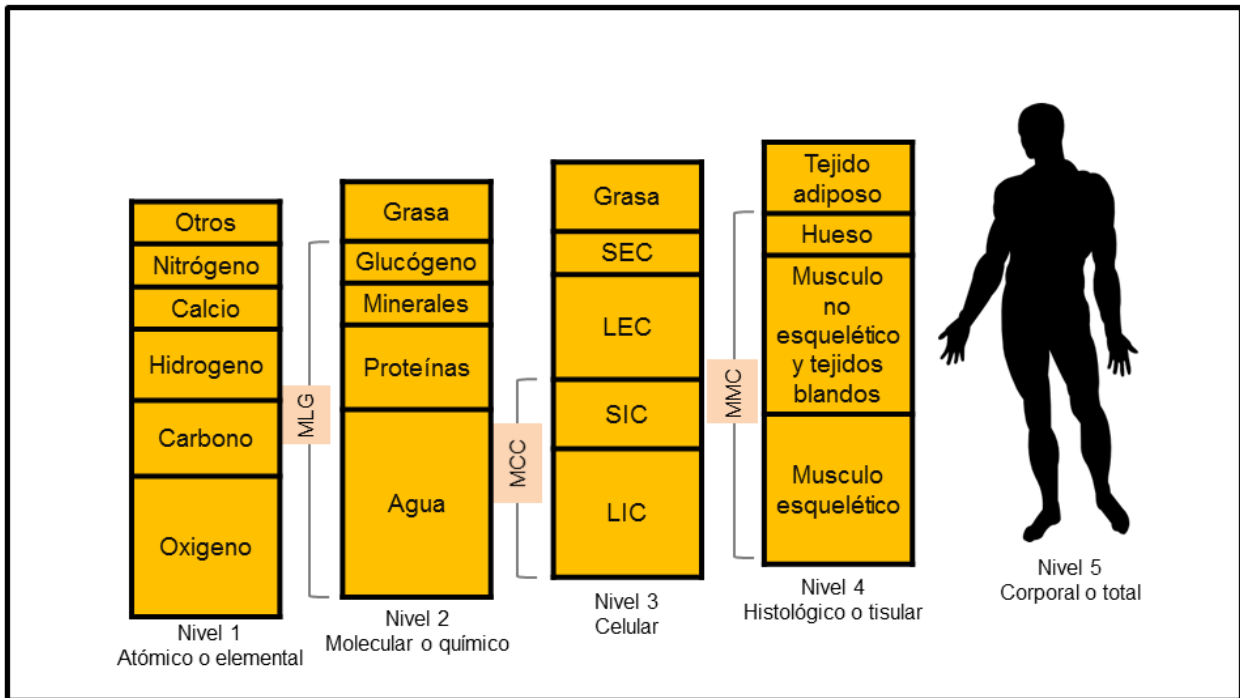 Otros
Nitrógeno
Calcio
Hidrogeno
Carbono
Oxigeno
Nivel 1
Atómico o elemental
MLG
Grasa
Glucógeno
Minerales
Proteínas
Agua
Nivel 2
Molecular o químico
MCC
Grasa
SEC
LEC
SIC
LIC
Nivel 3
Celular
MMC
Tejido
adiposo
Hueso
Musculo
no
esquelético
y tejidos
blandos
Musculo
esquelético
Nivel 4
Histológico o tisular
Nivel 5
Corporal o total